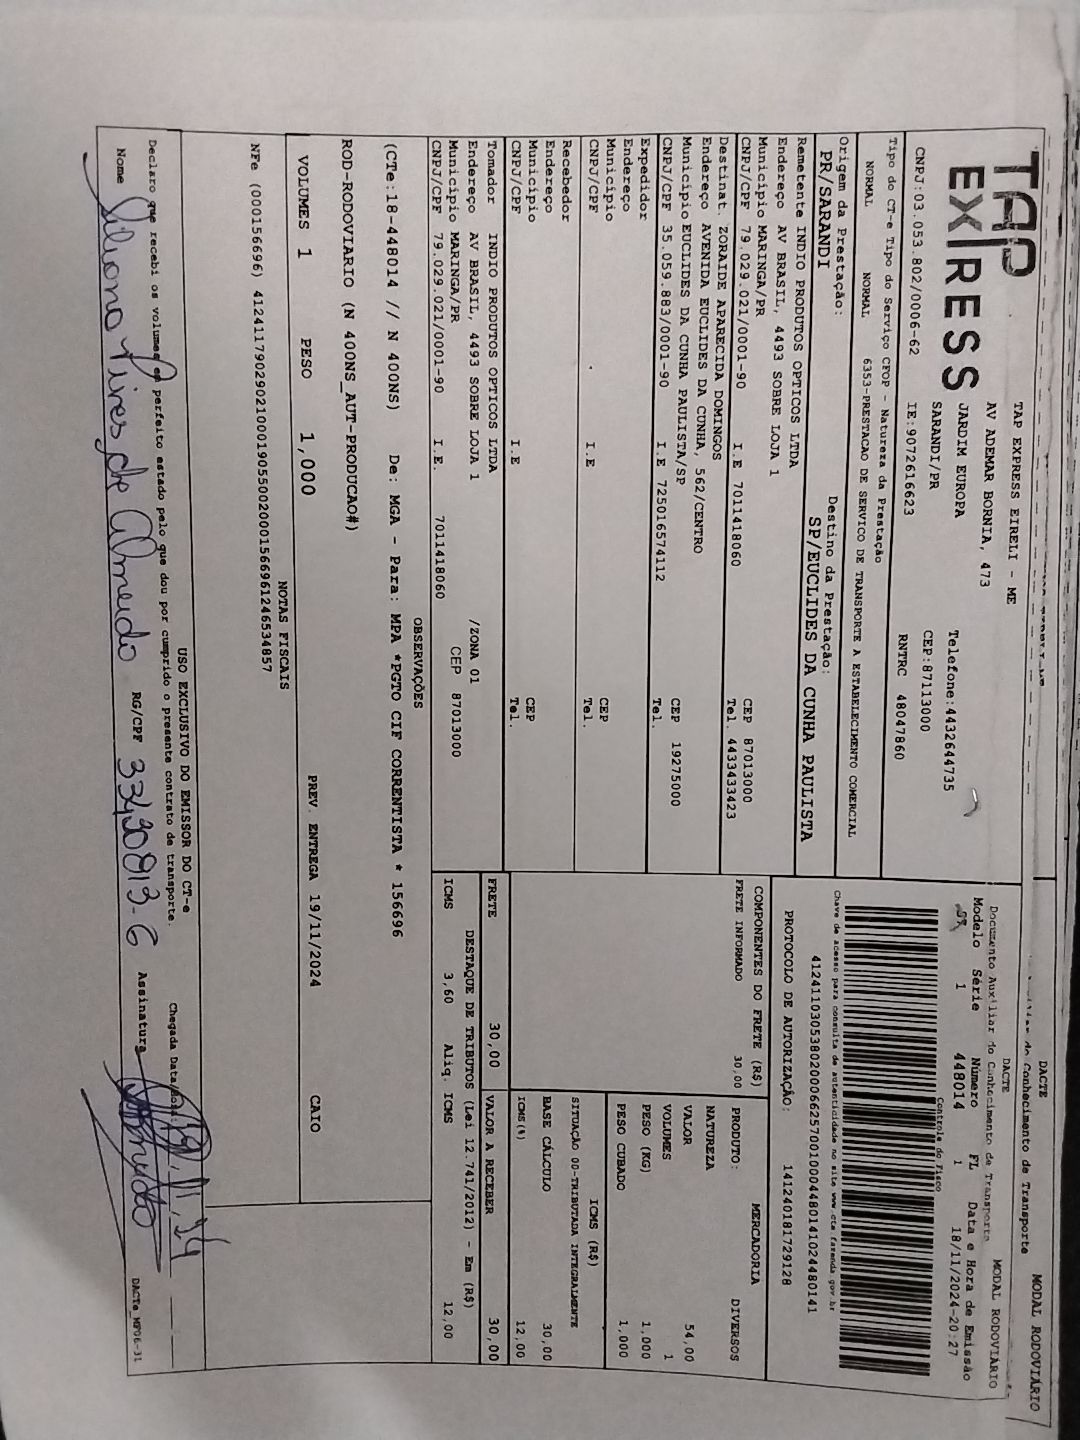 DACTE
MODAL RODOVIÁRIO
TAP
EXPRESS
TAP EXPRESS EIRELI - ME
AV ADEMAR BORNIA, 473
JARDIM EUROPA
SARANDI/PR
Telefone:4432644735
CEP:87113000
CNPJ:03.053.802/0006-62
IE:9072616623
RNTRC 48047860
DACTE
Documento Auxiliar do Conhecimento de Transporte
MODAL RODOVIÁRIO
Modelo Série Número FL Data e Hora de Emissão
57 1 448014 1 18/11/2024-20:27
Controle do Fisco
Tipo do CT-e Tipo do Serviço CFOP - Natureza da Prestação
NORMAL NORMAL 6353-PRESTACAO DE SERVICO DE TRANSPORTE A ESTABELECIMENTO COMERCIAL
Chave de acesso para consulta de autenticidade no site www.cte.fazenda.gov.br
41241103053802000662570010004480141024480141
PROTOCOLO DE AUTORIZAÇÃO: 141240181729128
Origem da Prestação: Destino da Prestação:
PR/SARANDI SP/EUCLIDES DA CUNHA PAULISTA
Remetente INDIO PRODUTOS OPTICOS LTDA
Endereço AV BRASIL, 4493 SOBRE LOJA 1
Município MARINGA/PR CEP 87013000
CNPJ/CPF 79.029.021/0001-90 I.E 7011418060 Tel. 4433433423
Destinat. ZORAIDE APARECIDA DOMINGOS
Endereço AVENIDA EUCLIDES DA CUNHA, 562/CENTRO
Município EUCLIDES DA CUNHA PAULISTA/SP CEP 19275000
CNPJ/CPF 35.059.883/0001-90 I.E 725016574112 Tel.
Expedidor
Endereço
Município CEP
CNPJ/CPF I.E Tel.
Recebedor
Endereço
Município CEP
CNPJ/CPF I.E Tel.
Tomador INDIO PRODUTOS OPTICOS LTDA
Endereço AV BRASIL, 4493 SOBRE LOJA 1 /ZONA 01
Município MARINGA/PR CEP 87013000
CNPJ/CPF 79.029.021/0001-90 I.E. 7011418060
COMPONENTES DO FRETE (R$)
FRETE INFORMADO 30,00
MERCADORIA
PRODUTO: DIVERSOS
NATUREZA
VALOR 54,00
VOLUMES 1
PESO (KG) 1,000
PESO CUBADO 1,000
ICMS (R$)
SITUAÇÃO 00-TRIBUTADA INTEGRALMENTE
BASE CÁLCULO 30,00
ICMS(%) 12,00
FRETE 30,00 VALOR A RECEBER 30,00
DESTAQUE DE TRIBUTOS (Lei 12.741/2012) - Em (R$)
ICMS 3,60 Aliq. ICMS 12,00
OBSERVAÇÕES
(CTe:18-448014 // N 400NS) De: MGA - Para: MPA *PGTO CIF CORRENTISTA * 156696
ROD-RODOVIARIO (N 400NS_AUT-PRODUCAO#)
VOLUMES 1 PESO 1,000 PREV. ENTREGA 19/11/2024 CAIO
NOTAS FISCAIS
NFe (000156696) 41241179029021000190550020001566961246534857
USO EXCLUSIVO DO EMISSOR DO CT-e
Declaro que recebi os volumes em perfeito estado pelo que dou por cumprido o presente contrato de transporte.
Chegada Data/Hora
Nome Silvana Pires de Almeida RG/CPF 33430813-6 Assinatura
DACTe_MP06-31